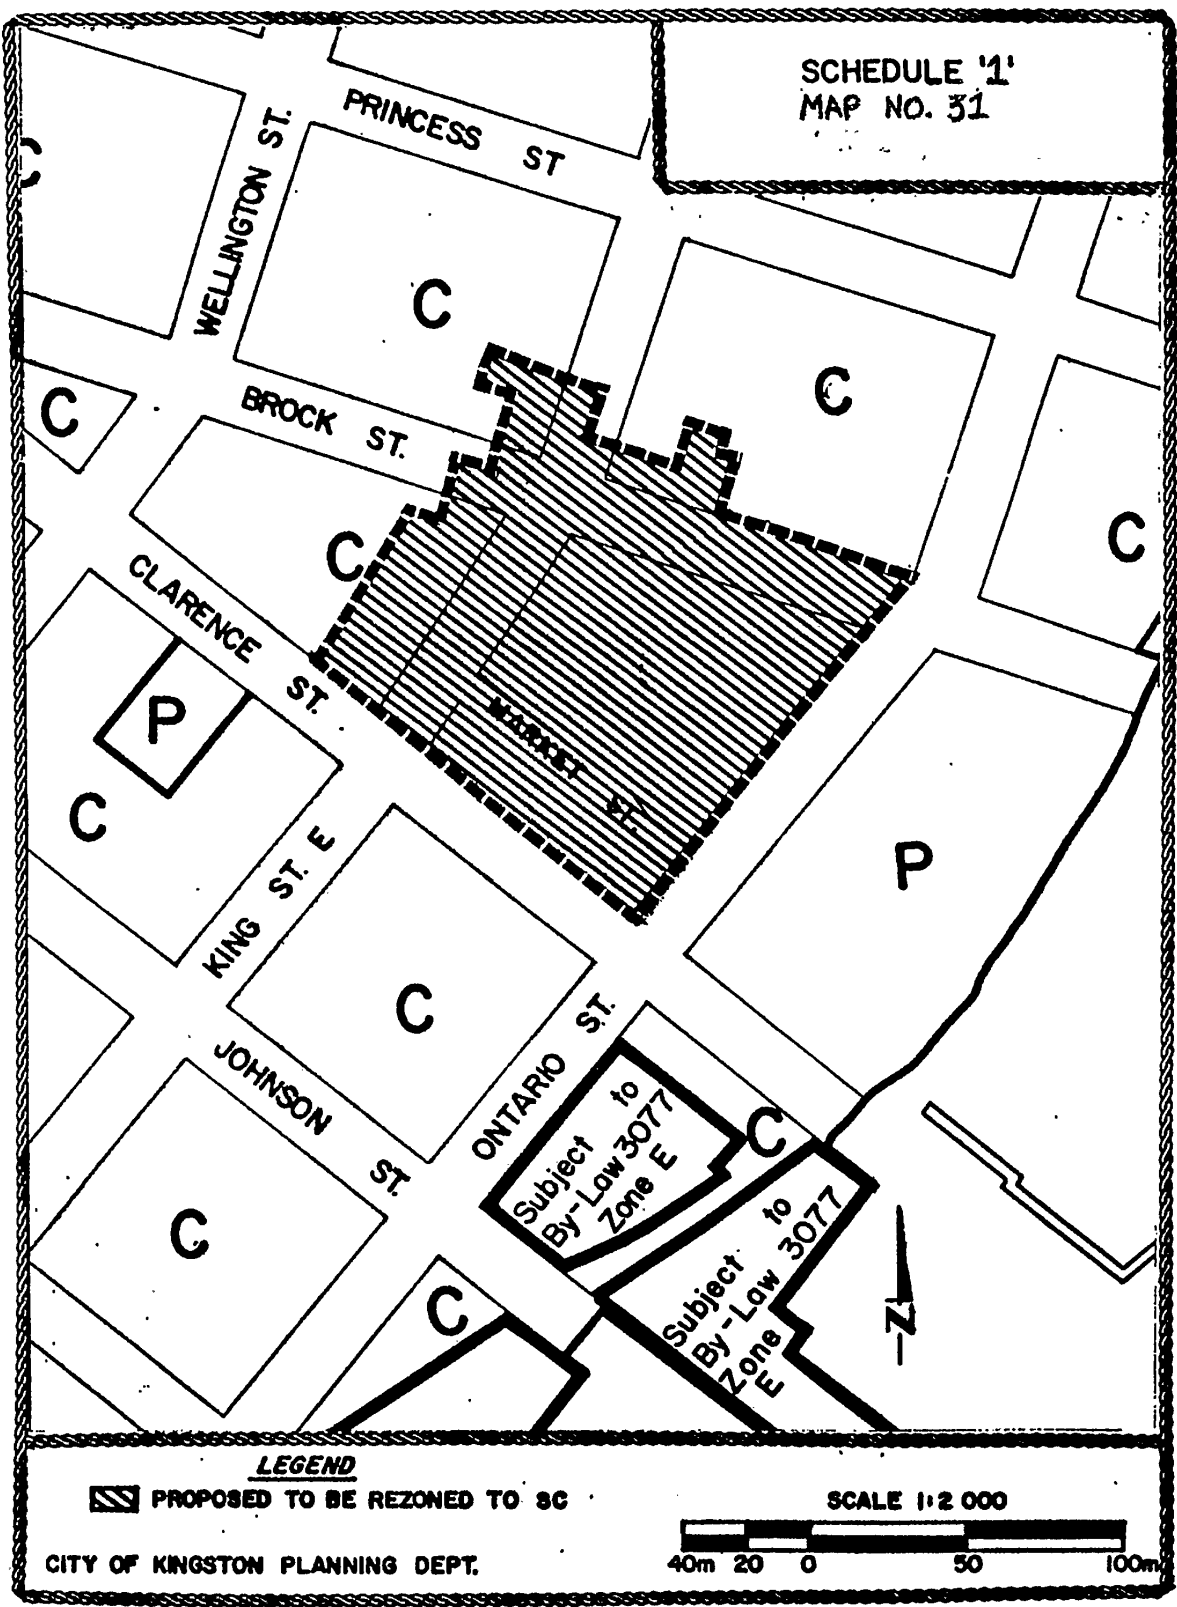 SCHEDULE '1'
MAP NO. 31
PRINCESS ST
WELLINGTON ST.
C
C
C
BROCK ST.
C
C
C
C
CLARENCE ST.
P
C
MARKET ST.
P
KING ST. E
C
ONTARIO ST.
JOHNSON ST.
Subject to
By-Law 3077
Zone E
C
Subject to
By-Law 3077
Zone
E
C
C
N
LEGEND
PROPOSED TO BE REZONED TO SC
SCALE 1:2 000
40m 20 0 50 100m
CITY OF KINGSTON PLANNING DEPT.